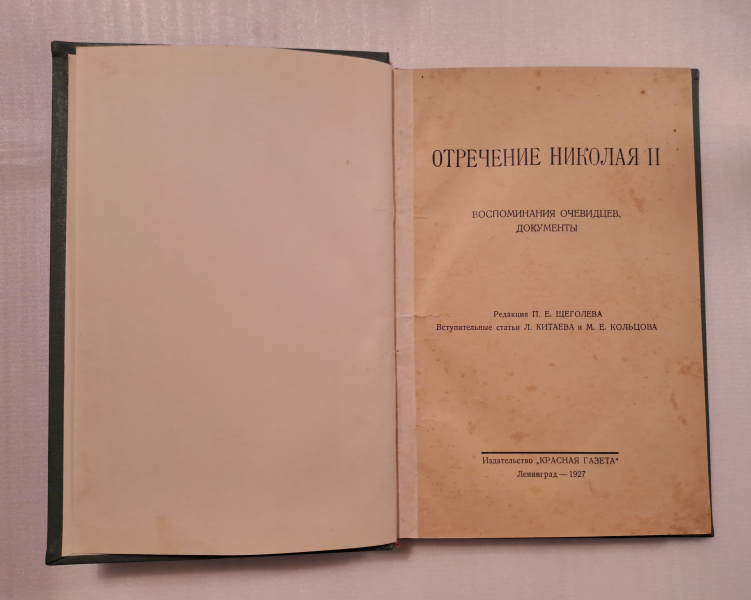 ОТРЕЧЕНИЕ НИКОЛАЯ II
ВОСПОМИНАНИЯ ОЧЕВИДЦЕВ,
ДОКУМЕНТЫ
Редакция П. Е. ЩЕГОЛЕВА
Вступительные статьи Л. КИТАЕВА и М. Е. КОЛЬЦОВА
Издательство „КРАСНАЯ ГАЗЕТА"
Ленинград — 1927